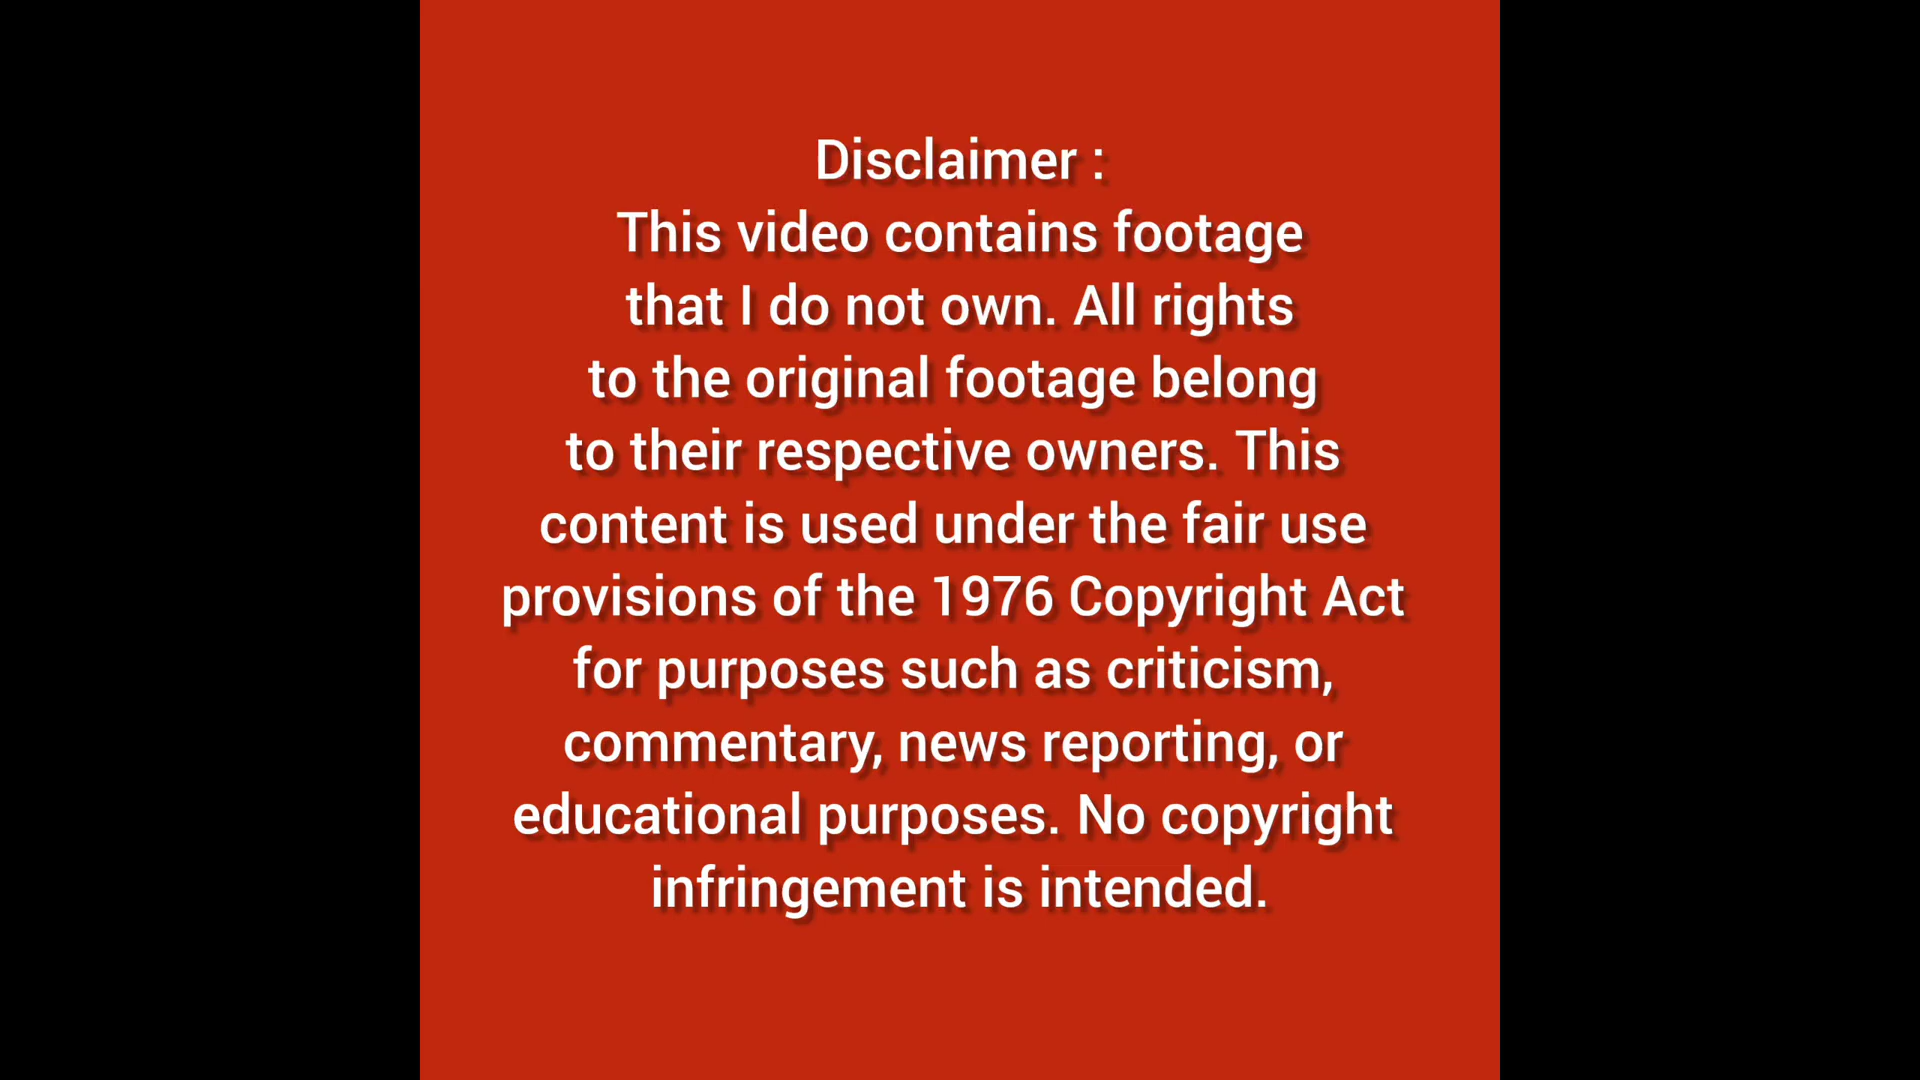 Disclaimer :
This video contains footage
that I do not own. All rights
to the original footage belong
to their respective owners. This
content is used under the fair use
provisions of the 1976 Copyright Act
for purposes such as criticism,
commentary, news reporting, or
educational purposes. No copyright
infringement is intended.